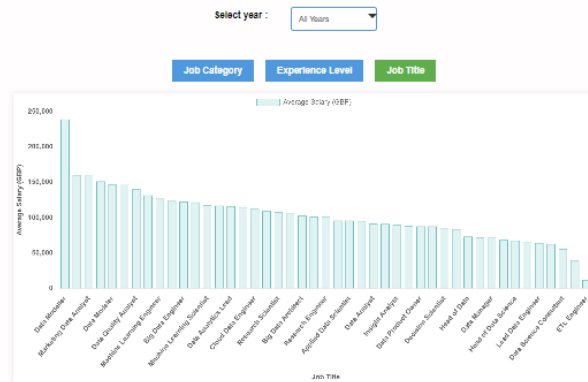 Select year :
All Years
Job Category
Experience Level
Job Title
Average Salary (GBP)
250,000
200,000
150,000
100,000
50,000
0
Average Salary (GBP)
Data Modeller
Marketing Data Analyst
Data Modeler
Data Quality Analyst
Machine Learning Engineer
Big Data Engineer
Machine Learning Scientist
Data Analytics Lead
Cloud Data Engineer
Research Scientist
Big Data Architect
Research Engineer
Applied Data Scientist
Data Analyst
Insight Analyst
Data Product Owner
Decision Scientist
Head of Data
Data Manager
Head of Data Science
Lead Data Engineer
Data Science Consultant
ETL Engineer
Job Title